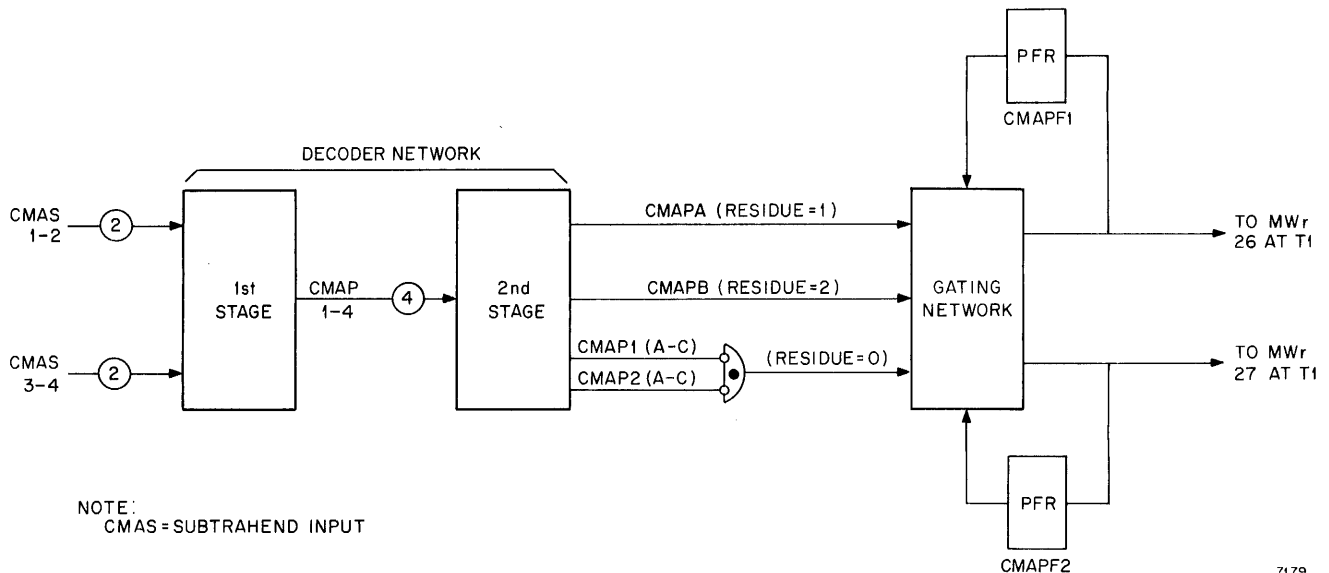 PFR
CMAPF1
DECODER NETWORK
CMAS
1-2
2
CMAPA (RESIDUE=1)
TO MWr
26 AT T1
1st
STAGE
CMAP
1-4
4
2nd
STAGE
CMAPB (RESIDUE=2)
GATING
NETWORK
CMAS
3-4
2
CMAP1 (A-C)
CMAP2 (A-C)
(RESIDUE=0)
TO MWr
27 AT T1
PFR
CMAPF2
NOTE:
CMAS=SUBTRAHEND INPUT
7179